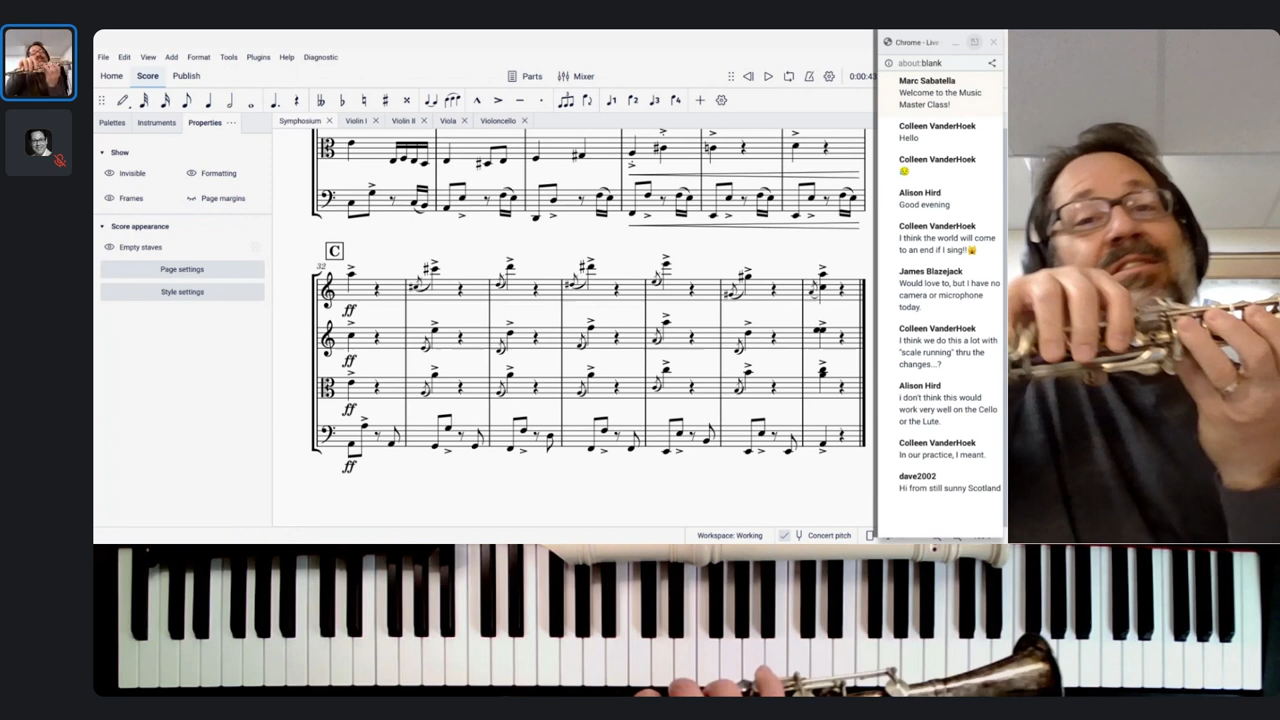 File Edit View Add Format Tools Plugins Help Diagnostic
Home Score Publish
Parts Mixer
Palettes Instruments Properties
Symphosium Violin I Violin II Viola Violoncello
Show
Invisible Formatting
Frames Page margins
Score appearance
Empty staves
Page settings
Style settings
C
32
ff
ff
ff
ff
Workspace: Working Concert pitch
Chrome - Live
about:blank
Marc Sabatella
Welcome to the Music
Master Class!
Colleen VanderHoek
Hello
Colleen VanderHoek
Alison Hird
Good evening
Colleen VanderHoek
I think the world will come
to an end if I sing!!
James Blazejack
Would love to, but I have no
camera or microphone
today.
Colleen VanderHoek
I think we do this a lot with
"scale running" thru the
changes...?
Alison Hird
i don't think this would
work very well on the Cello
or the Lute.
Colleen VanderHoek
In our practice, I meant.
dave2002
Hi from still sunny Scotland